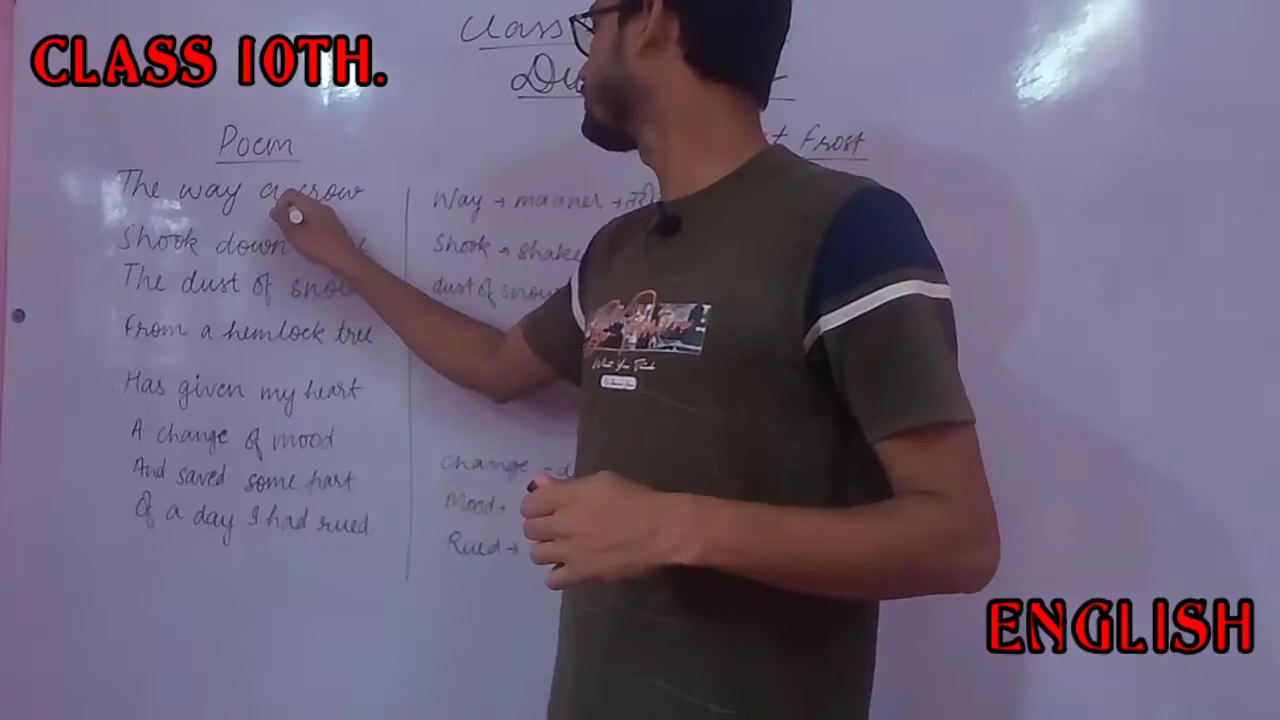 CLASS 10TH.
Class
Poem
Frost
The way a crow
Shook down
The dust of snow
From a hemlock tree
Has given my heart
A change of mood
And saved some part
Of a day I had rued.
Way → manner →
Shook → shake
dust of snow
Change -
Mood →
Rued →
ENGLISH